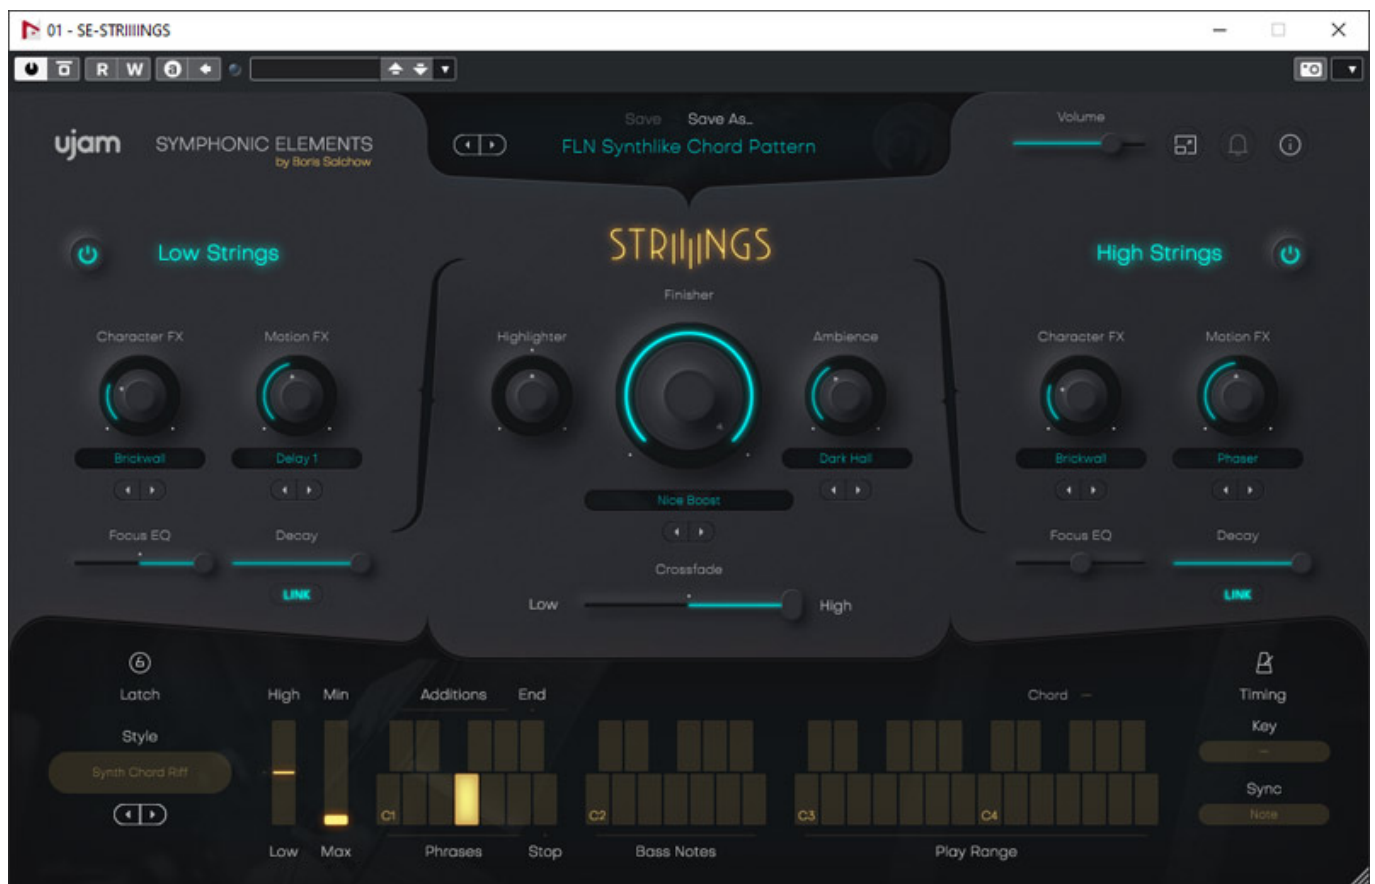 01 - SE-STRIIIIINGS
R W a
Save Save As...
Volume
ujam SYMPHONIC ELEMENTS
by Boris Salchow
FLN Synthlike Chord Pattern
STRIIIIINGS
Low Strings
High Strings
Finisher
Character FX Motion FX Highlighter Ambience Character FX Motion FX
Brickwall Delay 1 Dark Hall Brickwall Phaser
Nice Boost
Focus EQ Decay Focus EQ Decay
Crossfade
LINK LINK
Low High
Latch Timing
High Min Additions End Chord –
Key
Style
–
Synth Chord Riff
Sync
C1 C2 C3 C4 Note
Low Max Phrases Stop Bass Notes Play Range